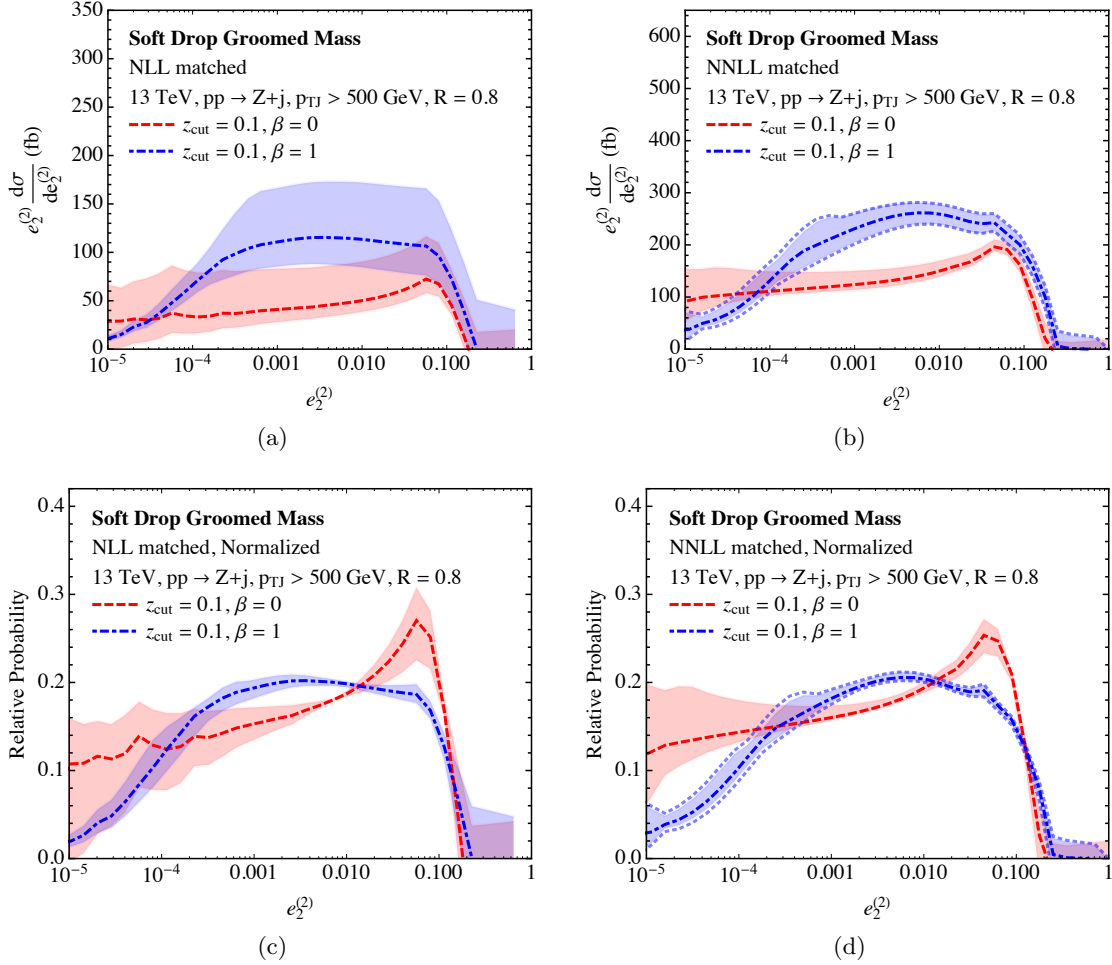 Soft Drop Groomed Mass
NLL matched
13 TeV, pp → Z+j, p_TJ > 500 GeV, R = 0.8
z_cut = 0.1, β = 0
z_cut = 0.1, β = 1
e_2^(2) dσ/de_2^(2) (fb)
350
300
250
200
150
100
50
0
10^-5 10^-4 0.001 0.010 0.100 1
e_2^(2)
(a)
Soft Drop Groomed Mass
NNLL matched
13 TeV, pp → Z+j, p_TJ > 500 GeV, R = 0.8
z_cut = 0.1, β = 0
z_cut = 0.1, β = 1
e_2^(2) dσ/de_2^(2) (fb)
600
500
400
300
200
100
0
10^-5 10^-4 0.001 0.010 0.100 1
e_2^(2)
(b)
Soft Drop Groomed Mass
NLL matched, Normalized
13 TeV, pp → Z+j, p_TJ > 500 GeV, R = 0.8
z_cut = 0.1, β = 0
z_cut = 0.1, β = 1
Relative Probability
0.4
0.3
0.2
0.1
0.0
10^-5 10^-4 0.001 0.010 0.100 1
e_2^(2)
(c)
Soft Drop Groomed Mass
NNLL matched, Normalized
13 TeV, pp → Z+j, p_TJ > 500 GeV, R = 0.8
z_cut = 0.1, β = 0
z_cut = 0.1, β = 1
Relative Probability
0.4
0.3
0.2
0.1
0.0
10^-5 10^-4 0.001 0.010 0.100 1
e_2^(2)
(d)